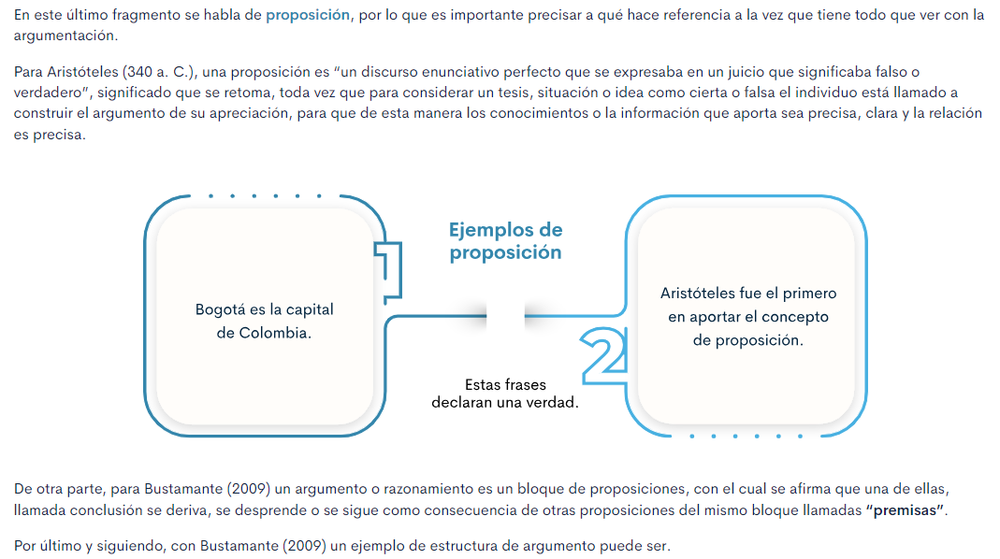 En este último fragmento se habla de proposición, por lo que es importante precisar a qué hace referencia a la vez que tiene todo que ver con la
argumentación.
Para Aristóteles (340 a. C.), una proposición es “un discurso enunciativo perfecto que se expresaba en un juicio que significaba falso o
verdadero”, significado que se retoma, toda vez que para considerar un tesis, situación o idea como cierta o falsa el individuo está llamado a
construir el argumento de su apreciación, para que de esta manera los conocimientos o la información que aporta sea precisa, clara y la relación
es precisa.
Ejemplos de
proposición
1
Bogotá es la capital
de Colombia.
2
Aristóteles fue el primero
en aportar el concepto
de proposición.
Estas frases
declaran una verdad.
De otra parte, para Bustamante (2009) un argumento o razonamiento es un bloque de proposiciones, con el cual se afirma que una de ellas,
llamada conclusión se deriva, se desprende o se sigue como consecuencia de otras proposiciones del mismo bloque llamadas “premisas”.
Por último y siguiendo, con Bustamante (2009) un ejemplo de estructura de argumento puede ser.